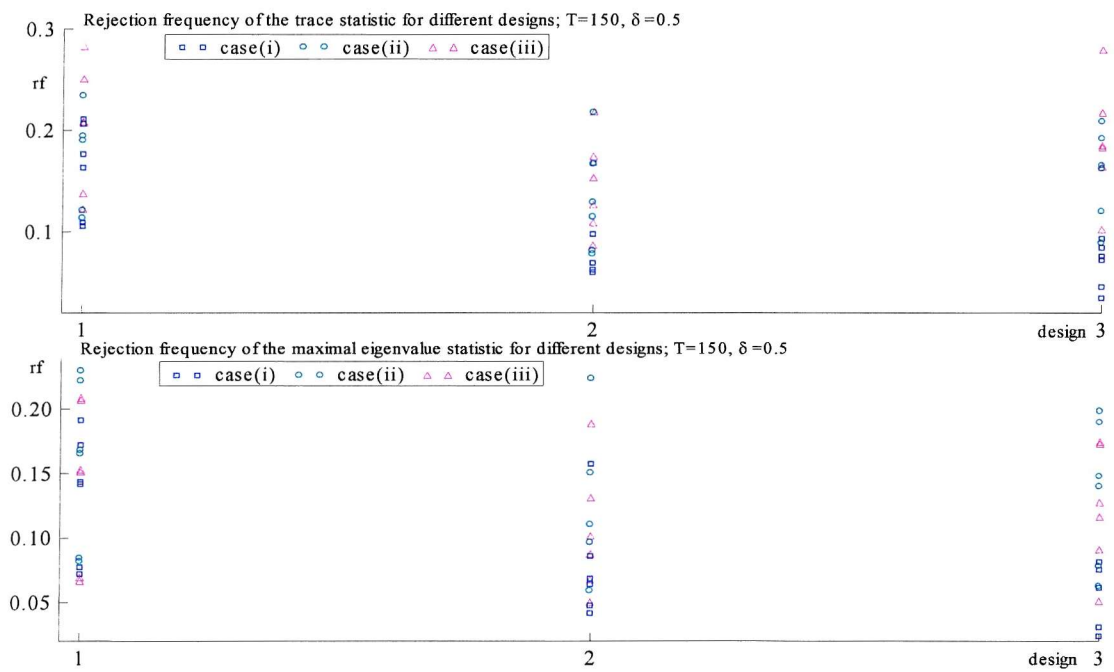 Rejection frequency of the trace statistic for different designs; T=150, δ=0.5
0.3
case(i) case(ii) case(iii)
rf
0.2
0.1
1 2 design 3
Rejection frequency of the maximal eigenvalue statistic for different designs; T=150, δ=0.5
rf
case(i) case(ii) case(iii)
0.20
0.15
0.10
0.05
1 2 design 3